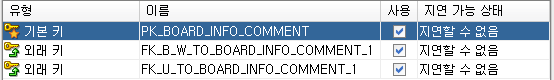 유형 이름 사용 지연 가능 상태
기본 키 PK_BOARD_INFO_COMMENT 지연할 수 없음
외래 키 FK_B_W_TO_BOARD_INFO_COMMENT_1 지연할 수 없음
외래 키 FK_U_TO_BOARD_INFO_COMMENT_1 지연할 수 없음